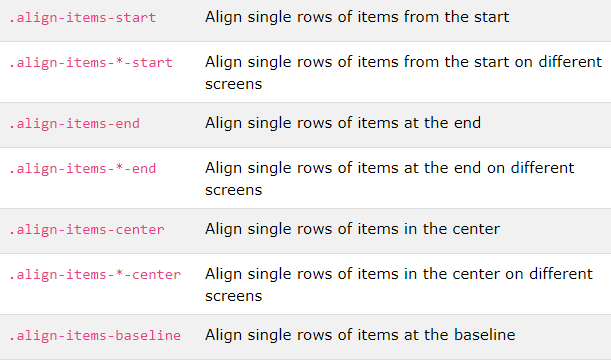 .align-items-start Align single rows of items from the start
.align-items-*-start Align single rows of items from the start on different
screens
.align-items-end Align single rows of items at the end
.align-items-*-end Align single rows of items at the end on different
screens
.align-items-center Align single rows of items in the center
.align-items-*-center Align single rows of items in the center on different
screens
.align-items-baseline Align single rows of items at the baseline